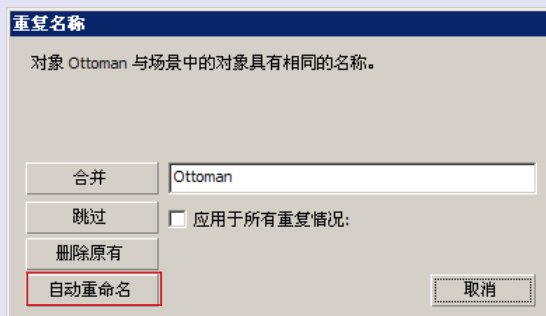 重复名称
对象 Ottoman 与场景中的对象具有相同的名称。
合并
Ottoman
跳过
应用于所有重复情况:
删除原有
自动重命名
取消